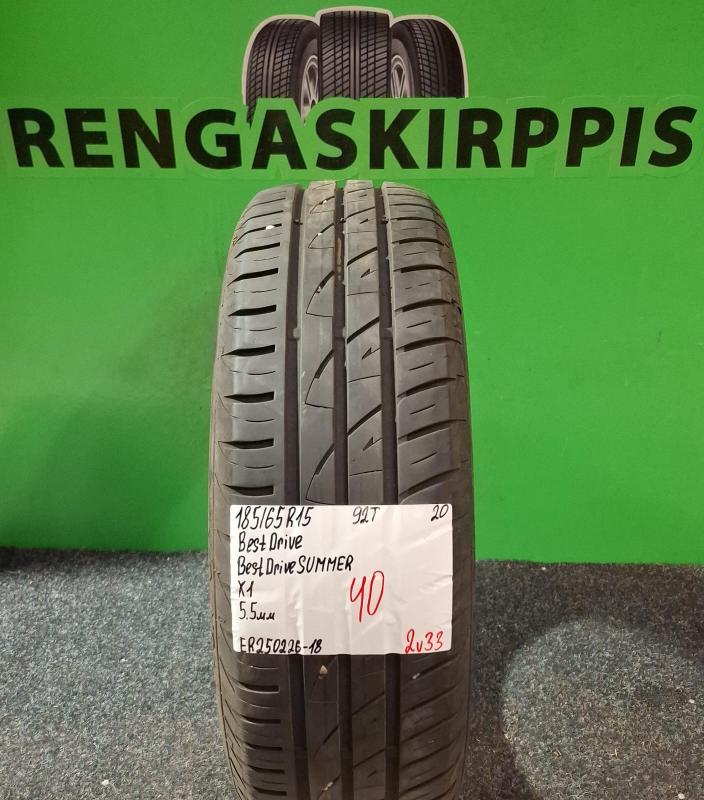 RENGASKIRPPIS
185/65R15 92T 20
BestDrive
BestDrive SUMMER
X1
5.5мм
40
ER250226-18 2v33